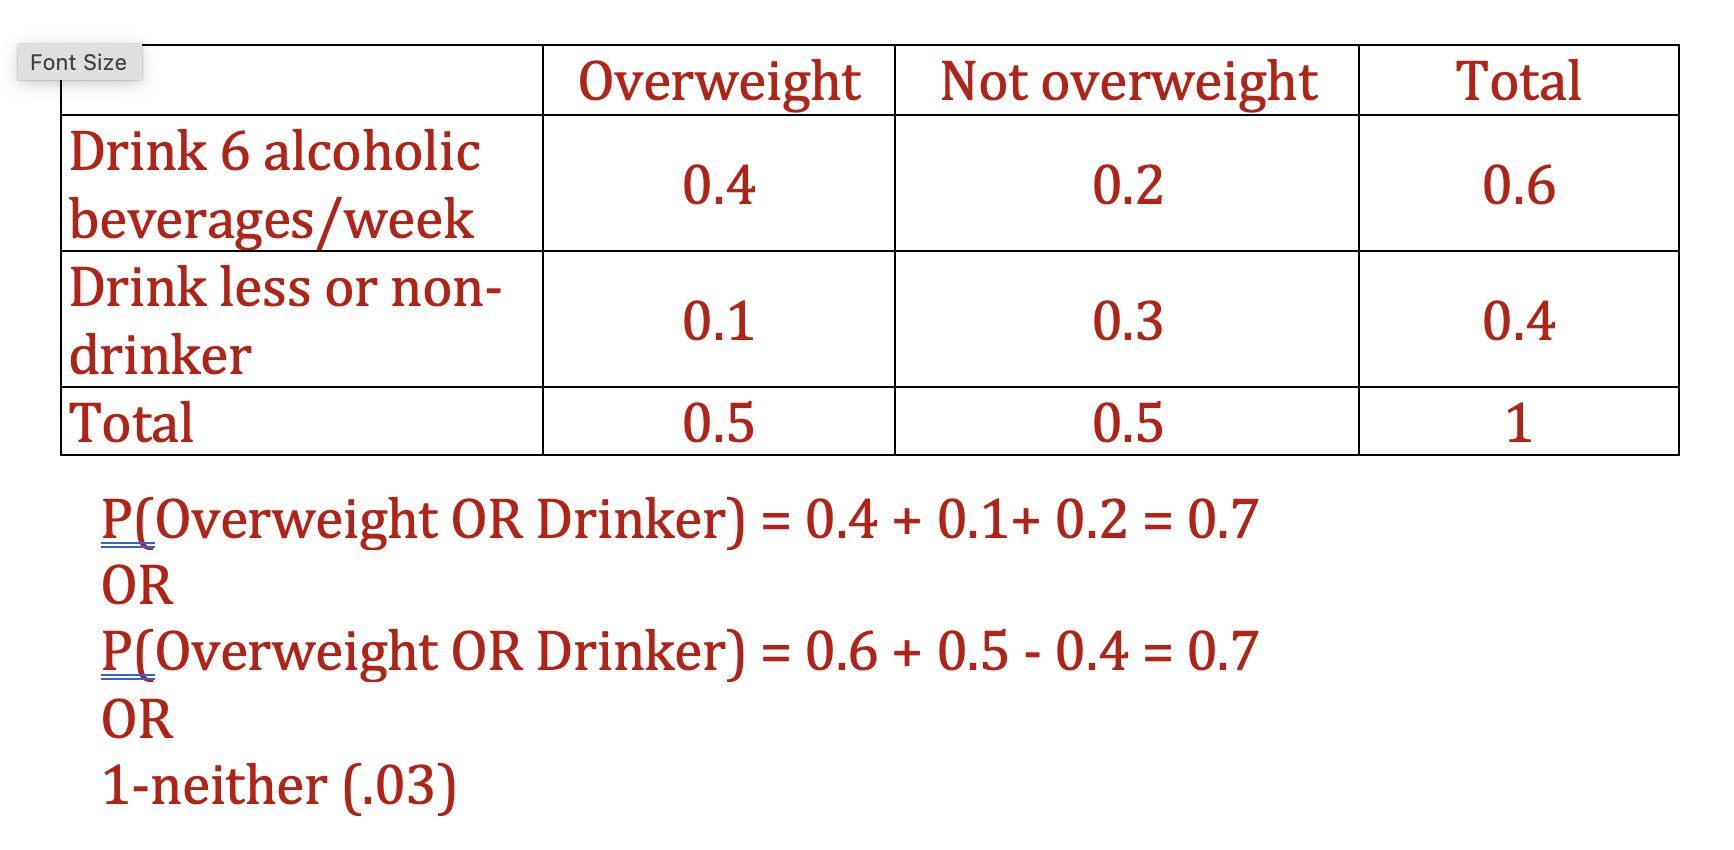 Font Size
Overweight Not overweight Total
Drink 6 alcoholic
beverages/week 0.4 0.2 0.6
Drink less or non-
drinker 0.1 0.3 0.4
Total 0.5 0.5 1
P(Overweight OR Drinker) = 0.4 + 0.1+ 0.2 = 0.7
OR
P(Overweight OR Drinker) = 0.6 + 0.5 - 0.4 = 0.7
OR
1-neither (.03)